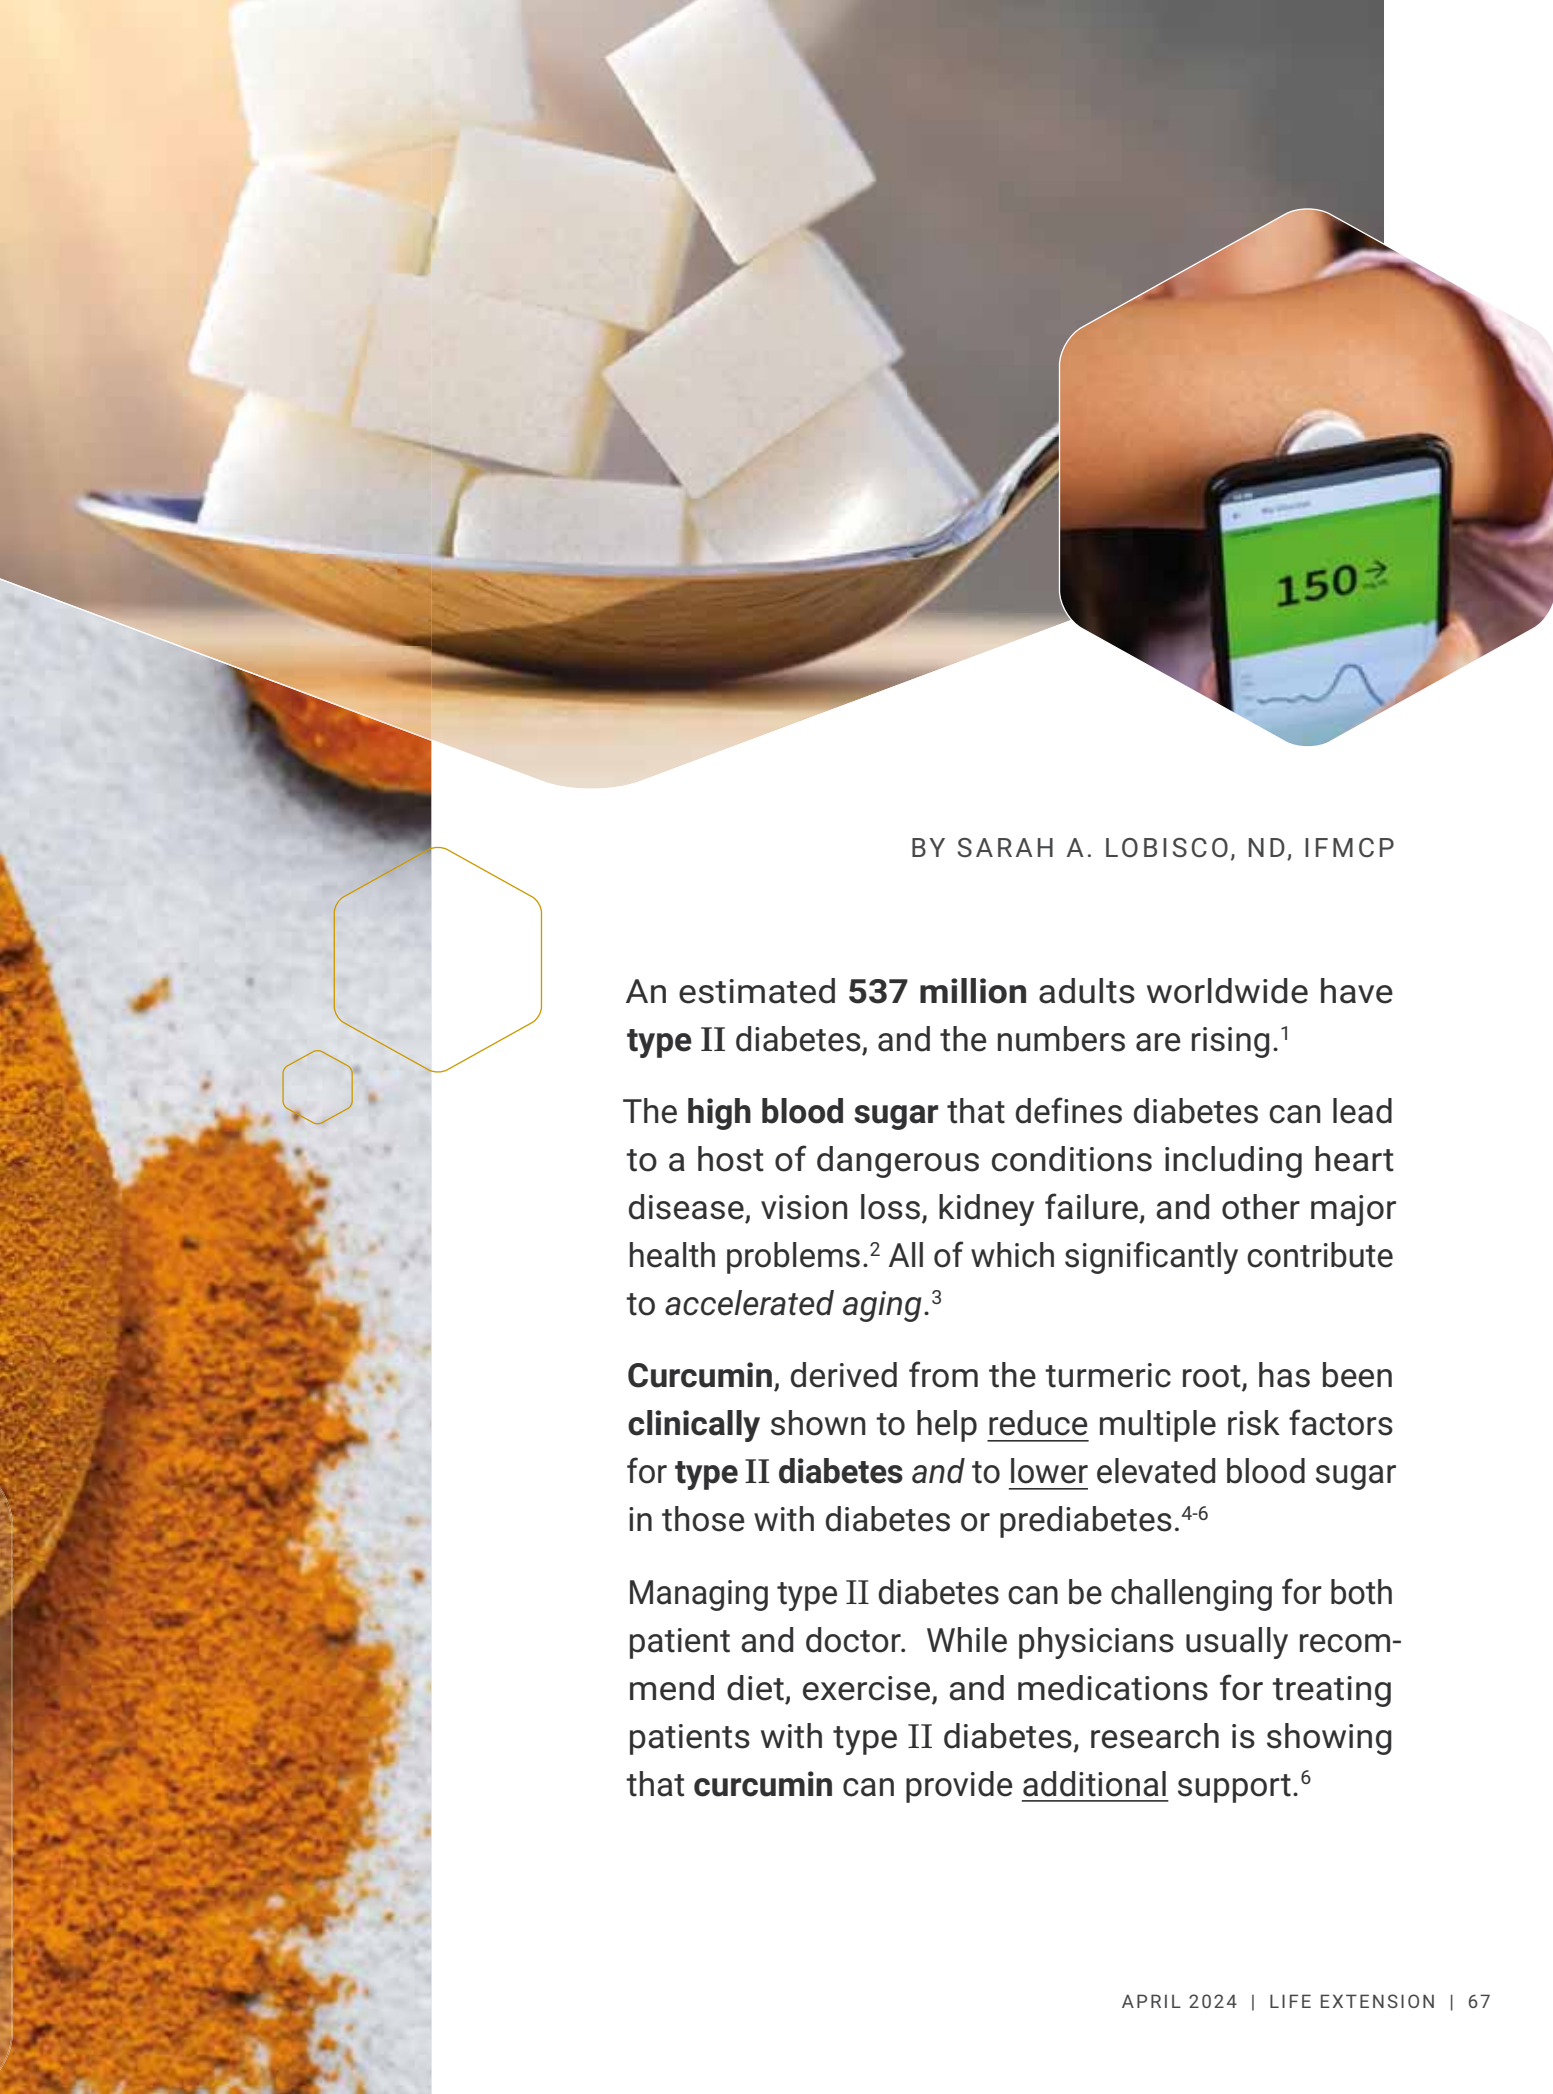 150→
BY SARAH A. LOBISCO, ND, IFMCP
An estimated 537 million adults worldwide have
type II diabetes, and the numbers are rising.1
The high blood sugar that defines diabetes can lead
to a host of dangerous conditions including heart
disease, vision loss, kidney failure, and other major
health problems.2 All of which significantly contribute
to accelerated aging.3
Curcumin, derived from the turmeric root, has been
clinically shown to help reduce multiple risk factors
for type II diabetes and to lower elevated blood sugar
in those with diabetes or prediabetes.4-6
Managing type II diabetes can be challenging for both
patient and doctor. While physicians usually recom-
mend diet, exercise, and medications for treating
patients with type II diabetes, research is showing
that curcumin can provide additional support.6
APRIL 2024 | LIFE EXTENSION | 67